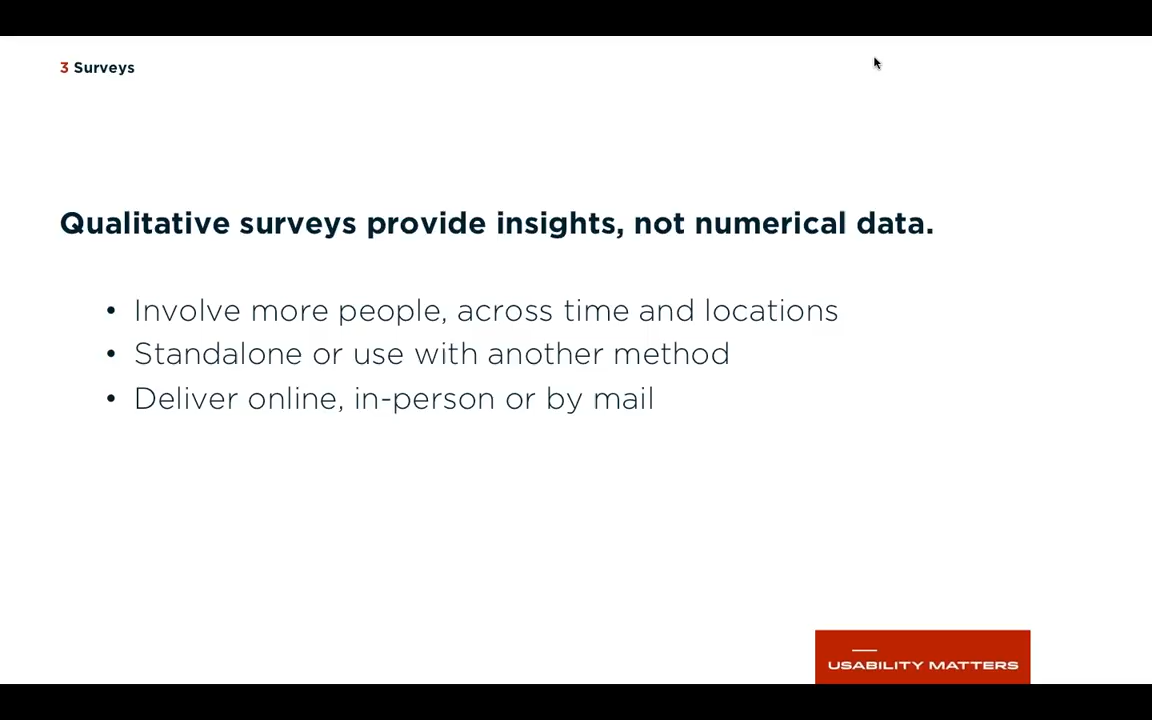 3 Surveys
Qualitative surveys provide insights, not numerical data.
• Involve more people, across time and locations
• Standalone or use with another method
• Deliver online, in-person or by mail
USABILITY MATTERS